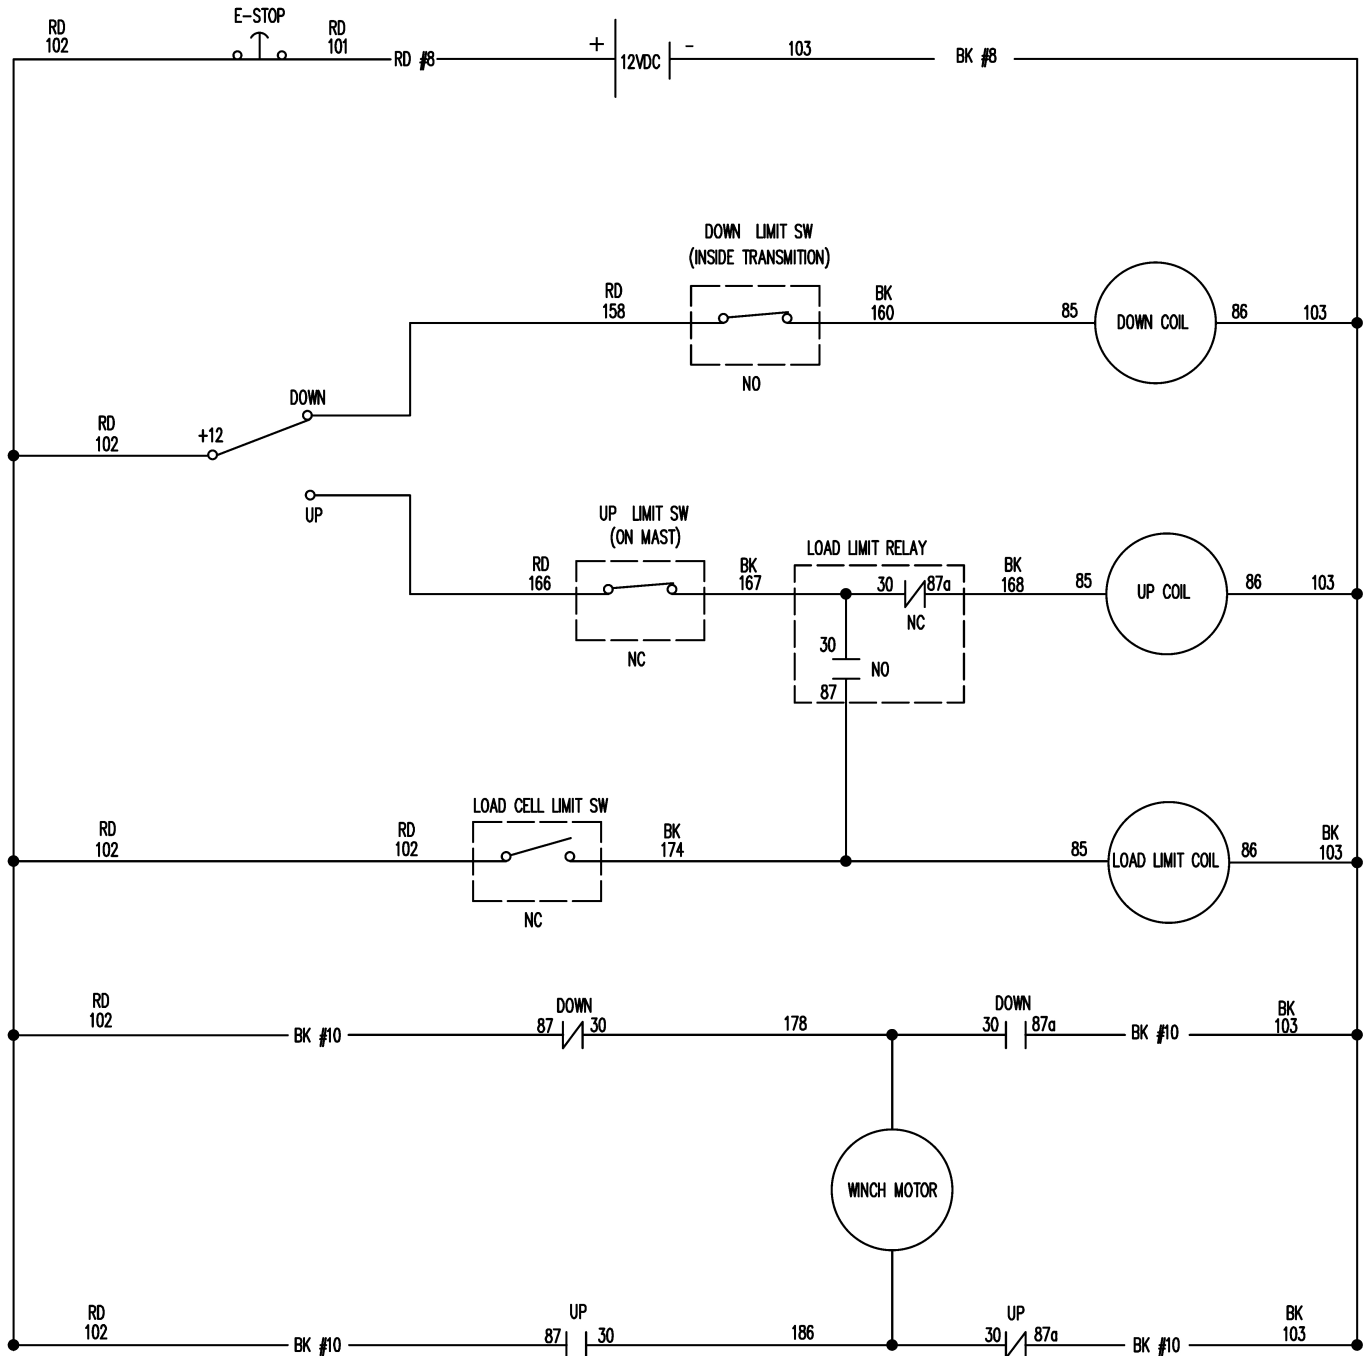 E-STOP
RD
102
RD
101
RD #8
+
12VDC
-
103
BK #8
DOWN LIMIT SW
(INSIDE TRANSMITION)
RD
158
BK
160
85
DOWN COIL
86
103
NO
DOWN
RD
102
+12
UP
UP LIMIT SW
(ON MAST)
RD
166
BK
167
LOAD LIMIT RELAY
30
87a
NC
BK
168
85
UP COIL
86
103
NC
30
NO
87
LOAD CELL LIMIT SW
RD
102
RD
102
BK
174
85
LOAD LIMIT COIL
86
BK
103
NC
RD
102
BK #10
DOWN
87
30
178
DOWN
30
87a
BK #10
BK
103
WINCH MOTOR
RD
102
BK #10
UP
87
30
186
UP
30
87a
BK #10
BK
103